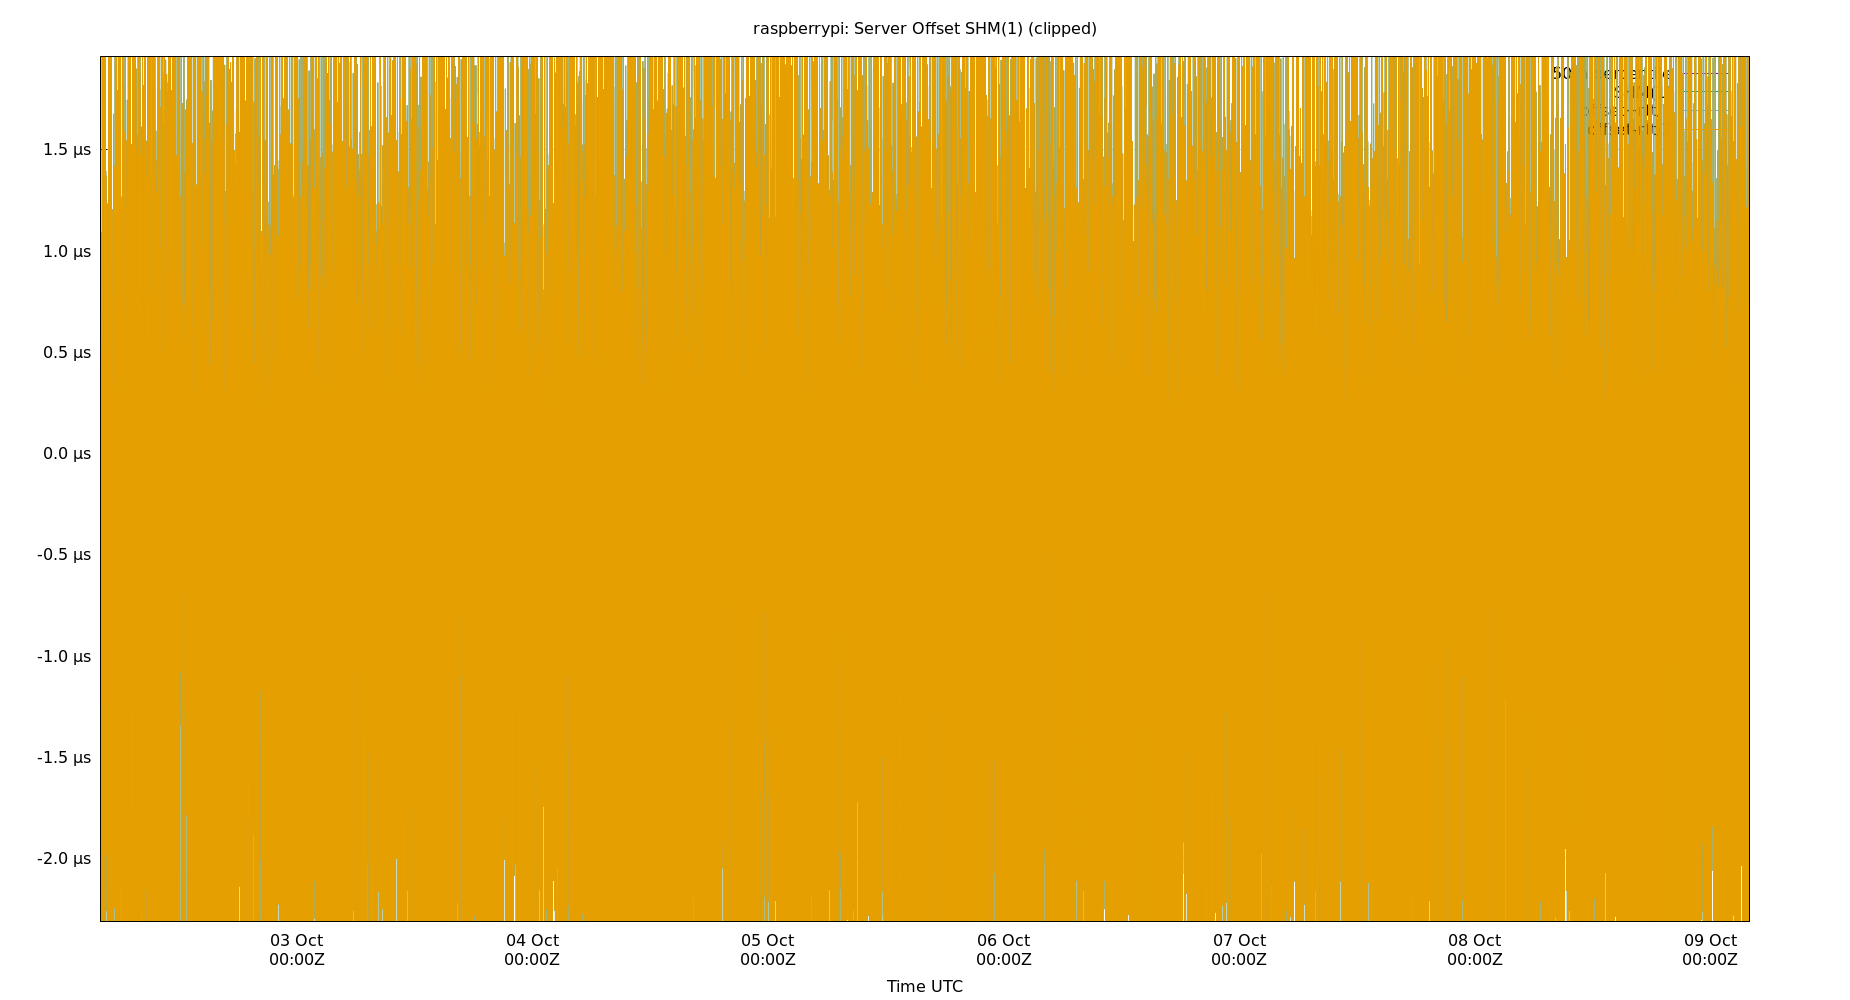 raspberrypi: Server Offset SHM(1) (clipped)
1.5 μs
1.0 μs
0.5 μs
0.0 μs
-0.5 μs
-1.0 μs
-1.5 μs
-2.0 μs
03 Oct 04 Oct 05 Oct 06 Oct 07 Oct 08 Oct 09 Oct
00:00Z 00:00Z 00:00Z 00:00Z 00:00Z 00:00Z 00:00Z
Time UTC